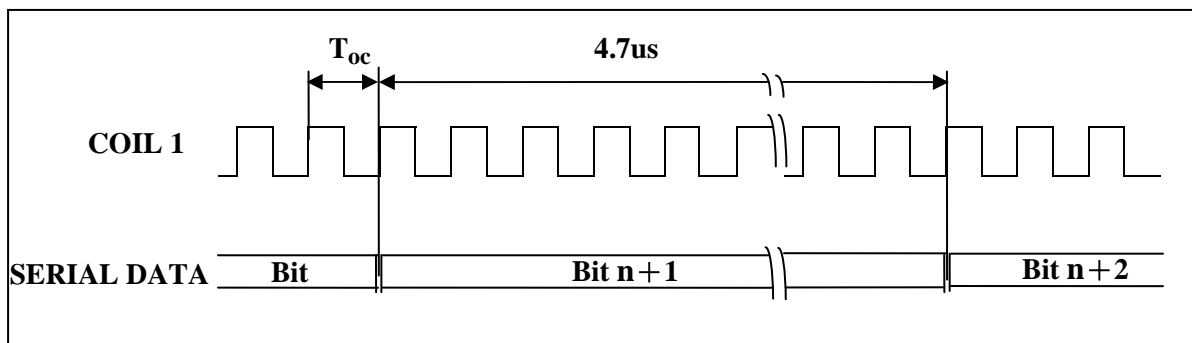 Toc 4.7us
COIL 1
SERIAL DATA Bit Bit n+1 Bit n+2